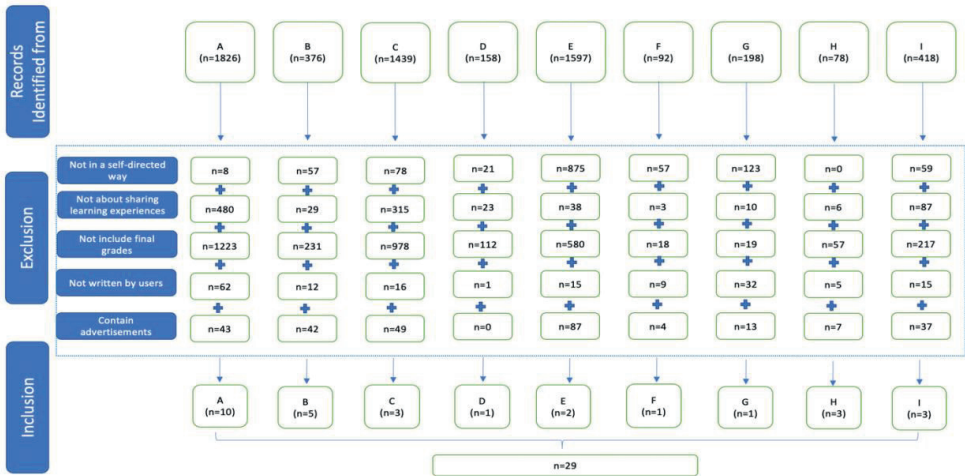 Records
Identified from
A
(n=1826)
B
(n=376)
C
(n=1439)
D
(n=158)
E
(n=1597)
F
(n=92)
G
(n=198)
H
(n=78)
I
(n=418)
Exclusion
Not in a self-directed
way
n=8
n=57
n=78
n=21
n=875
n=57
n=123
n=0
n=59
Not about sharing
learning experiences
n=480
n=29
n=315
n=23
n=38
n=3
n=10
n=6
n=87
Not include final
grades
n=1223
n=231
n=978
n=112
n=580
n=18
n=19
n=57
n=217
Not written by users
n=62
n=12
n=16
n=1
n=15
n=9
n=32
n=5
n=15
Contain
advertisements
n=43
n=42
n=49
n=0
n=87
n=4
n=13
n=7
n=37
Inclusion
A
(n=10)
B
(n=5)
C
(n=3)
D
(n=1)
E
(n=2)
F
(n=1)
G
(n=1)
H
(n=3)
I
(n=3)
n=29